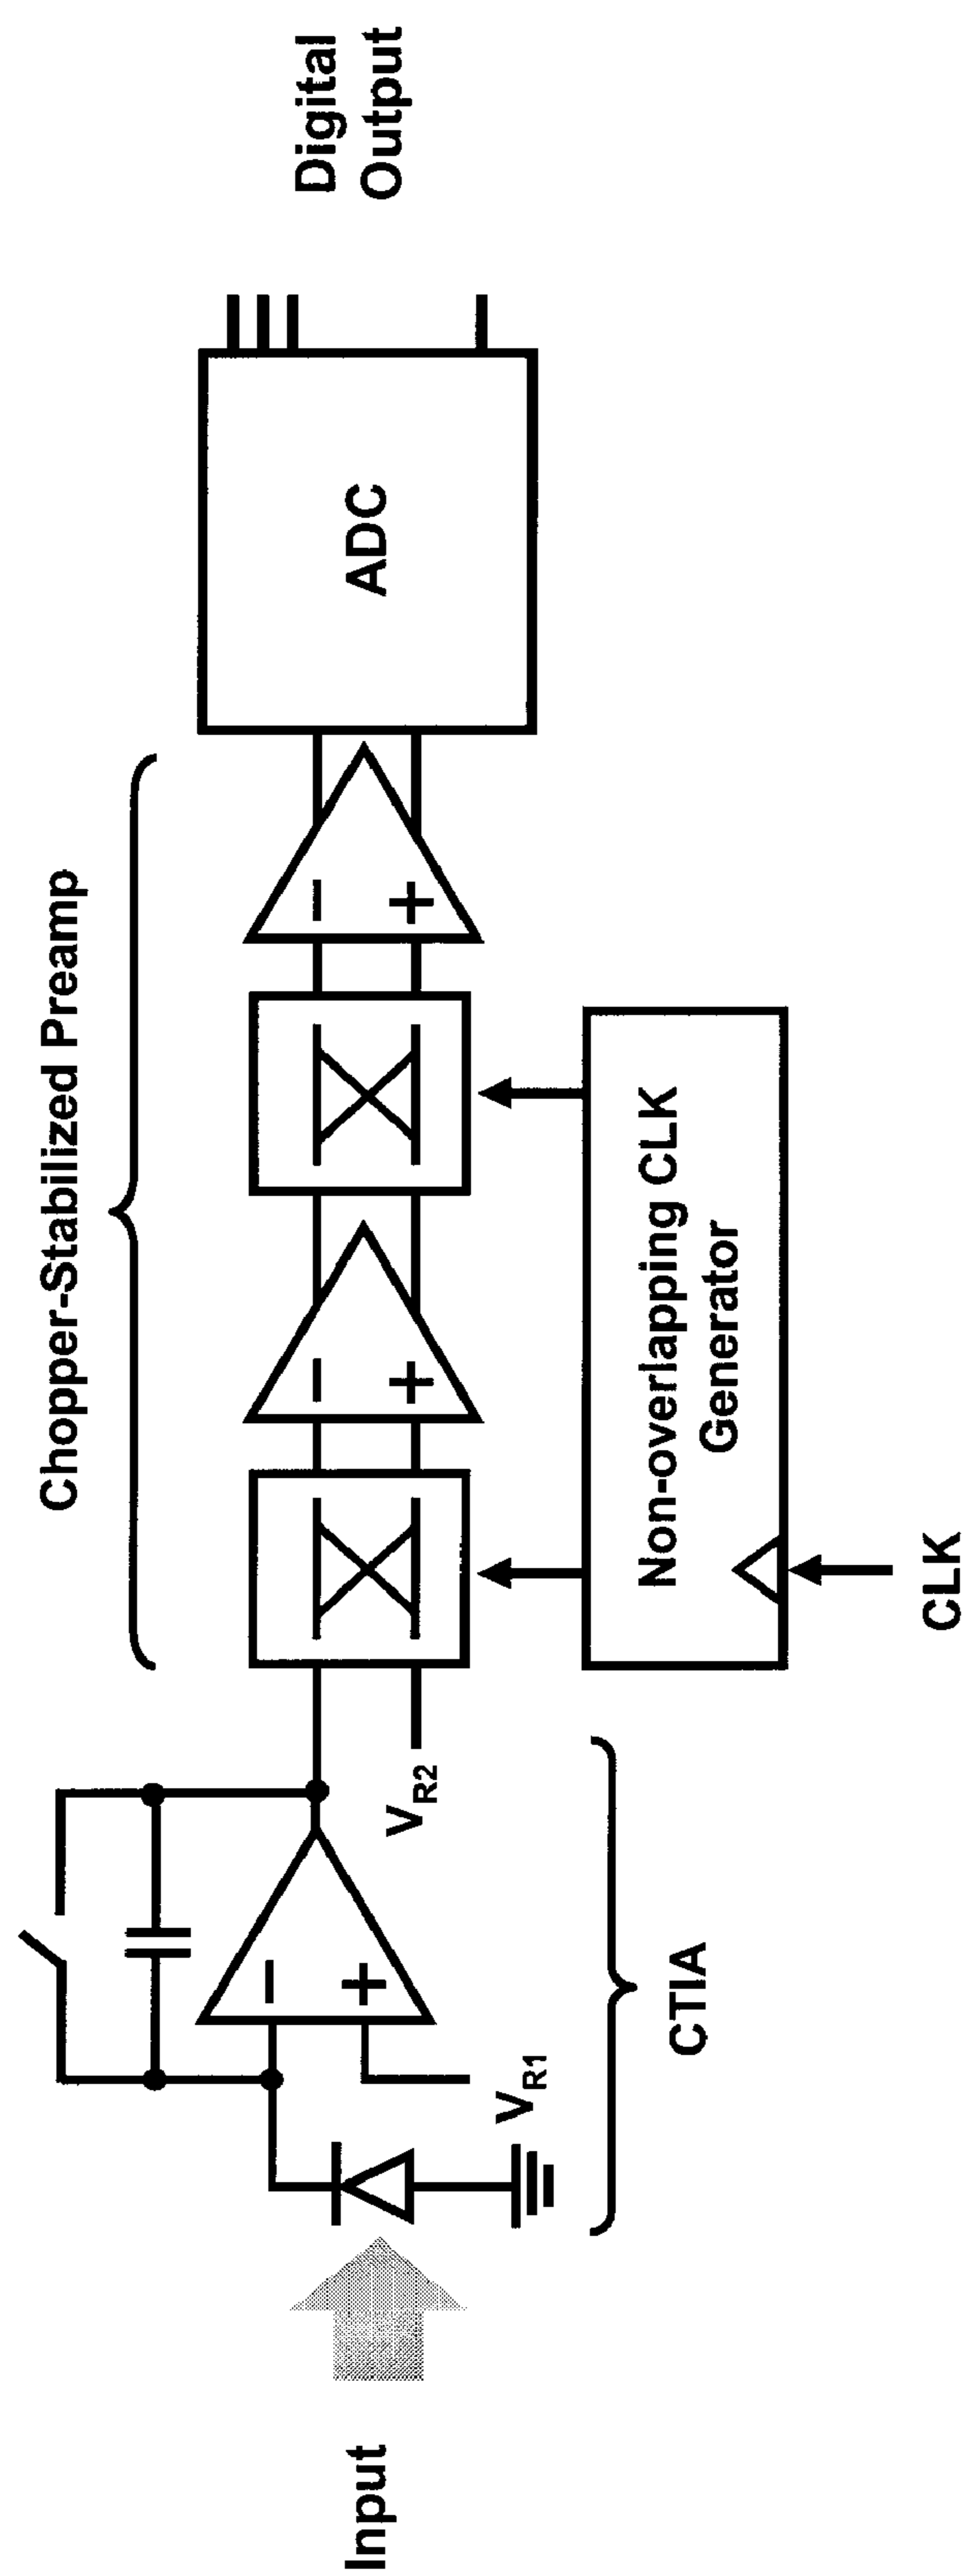 Chopper-Stabilized Preamp
Input
−
+
V_R1
CTIA
V_R2
−
+
−
+
ADC
Digital
Output
Non-overlapping CLK
Generator
CLK